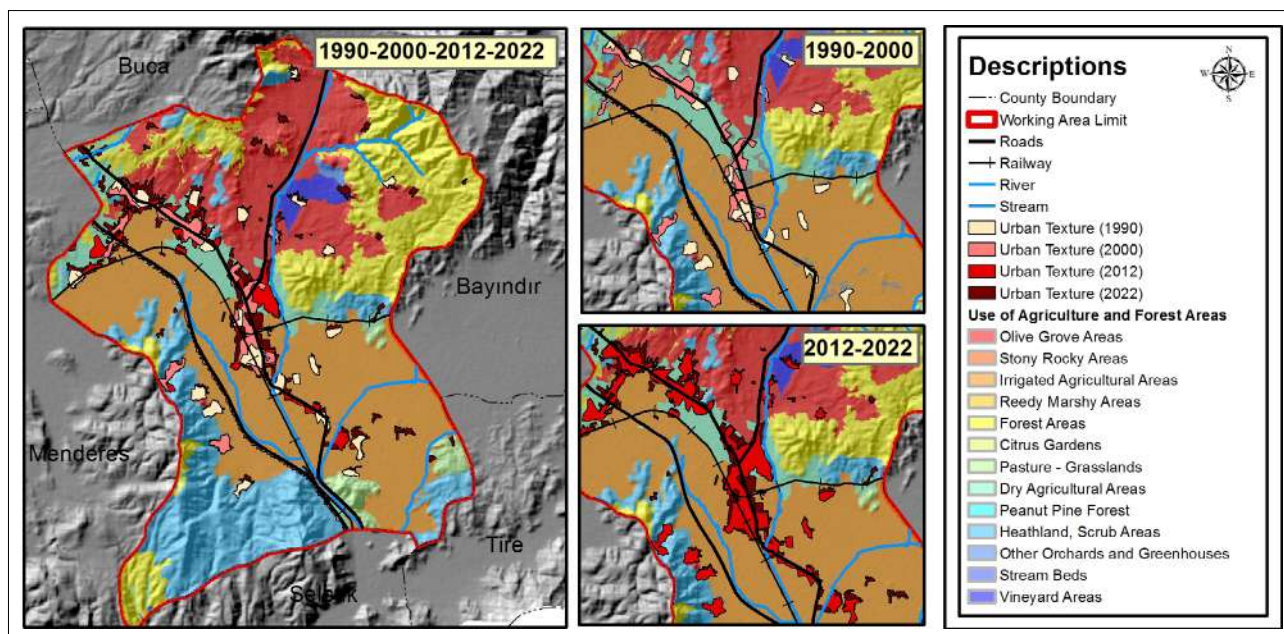 1990-2000-2012-2022
Buca
Bayındır
Menderes
Tire
Selçuk
1990-2000
2012-2022
Descriptions
N
W E
S
County Boundary
Working Area Limit
Roads
Railway
River
Stream
Urban Texture (1990)
Urban Texture (2000)
Urban Texture (2012)
Urban Texture (2022)
Use of Agriculture and Forest Areas
Olive Grove Areas
Stony Rocky Areas
Irrigated Agricultural Areas
Reedy Marshy Areas
Forest Areas
Citrus Gardens
Pasture - Grasslands
Dry Agricultural Areas
Peanut Pine Forest
Heathland, Scrub Areas
Other Orchards and Greenhouses
Stream Beds
Vineyard Areas